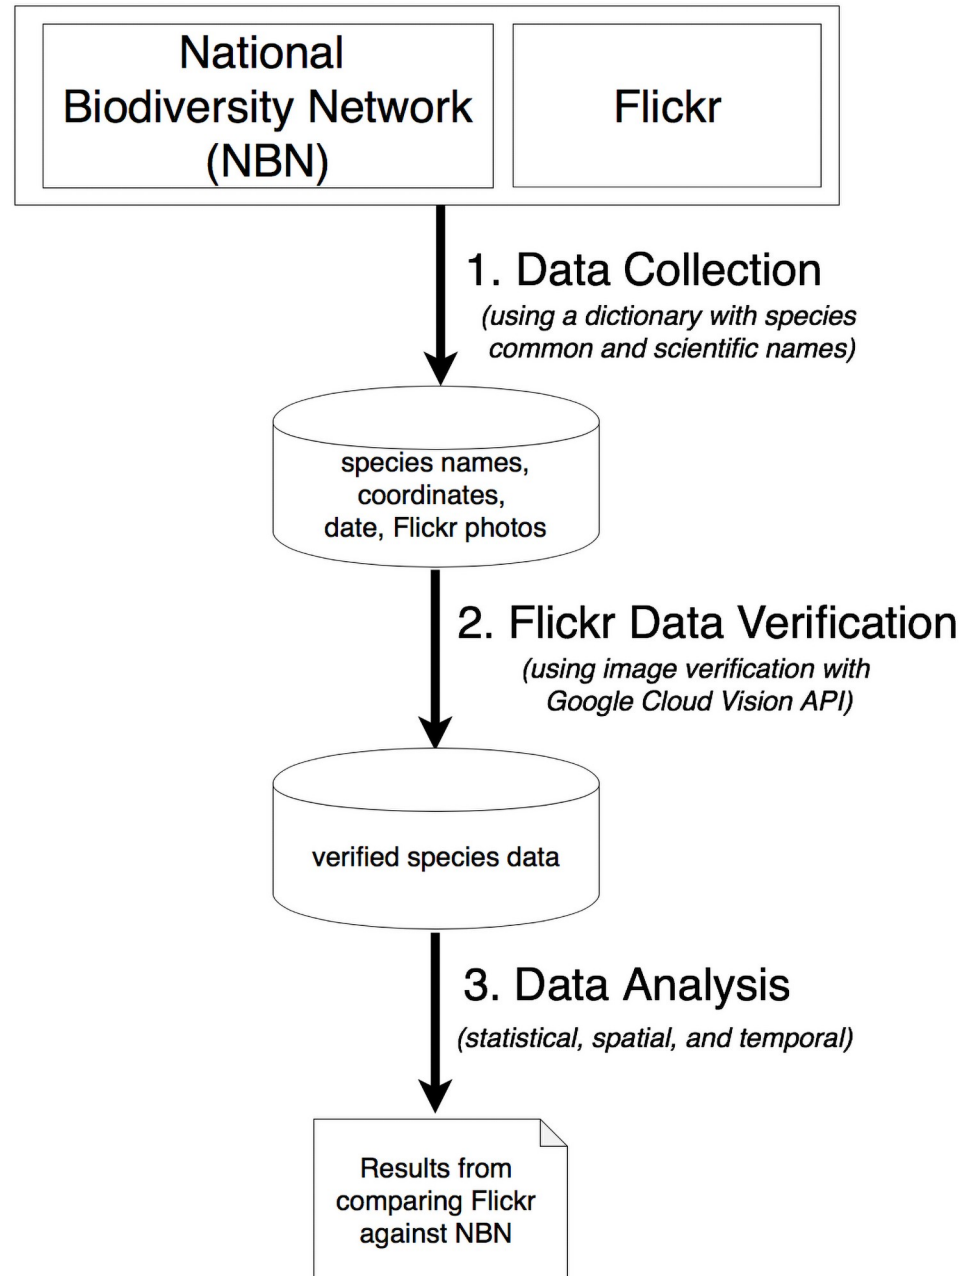 National
Biodiversity Network
(NBN)
Flickr
1. Data Collection
(using a dictionary with species
common and scientific names)
species names,
coordinates,
date, Flickr photos
2. Flickr Data Verification
(using image verification with
Google Cloud Vision API)
verified species data
3. Data Analysis
(statistical, spatial, and temporal)
Results from
comparing Flickr
against NBN